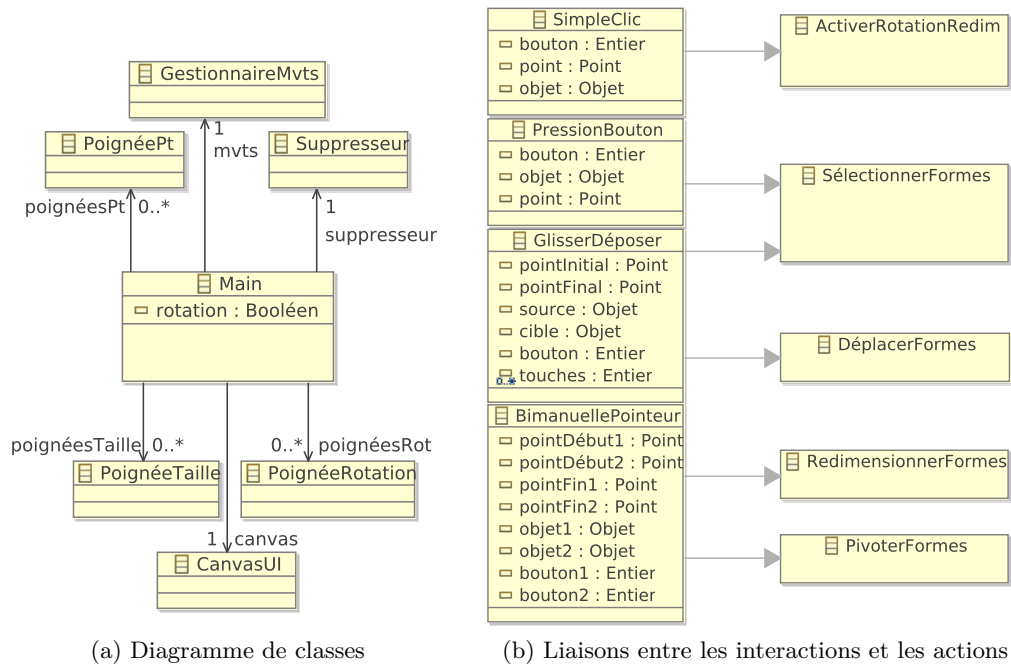 GestionnaireMvts
1
mvts
PoignéePt
Suppresseur
poignéesPt 0..*
1
suppresseur
Main
rotation : Booléen
poignéesTaille 0..*
0..* poignéesRot
PoignéeTaille
PoignéeRotation
1 canvas
CanvasUI
(a) Diagramme de classes
SimpleClic
bouton : Entier
point : Point
objet : Objet
PressionBouton
bouton : Entier
objet : Objet
point : Point
GlisserDéposer
pointInitial : Point
pointFinal : Point
source : Objet
cible : Objet
bouton : Entier
0..* touches : Entier
BimanuellePointeur
pointDébut1 : Point
pointDébut2 : Point
pointFin1 : Point
pointFin2 : Point
objet1 : Objet
objet2 : Objet
bouton1 : Entier
bouton2 : Entier
ActiverRotationRedim
SélectionnerFormes
DéplacerFormes
RedimensionnerFormes
PivoterFormes
(b) Liaisons entre les interactions et les actions